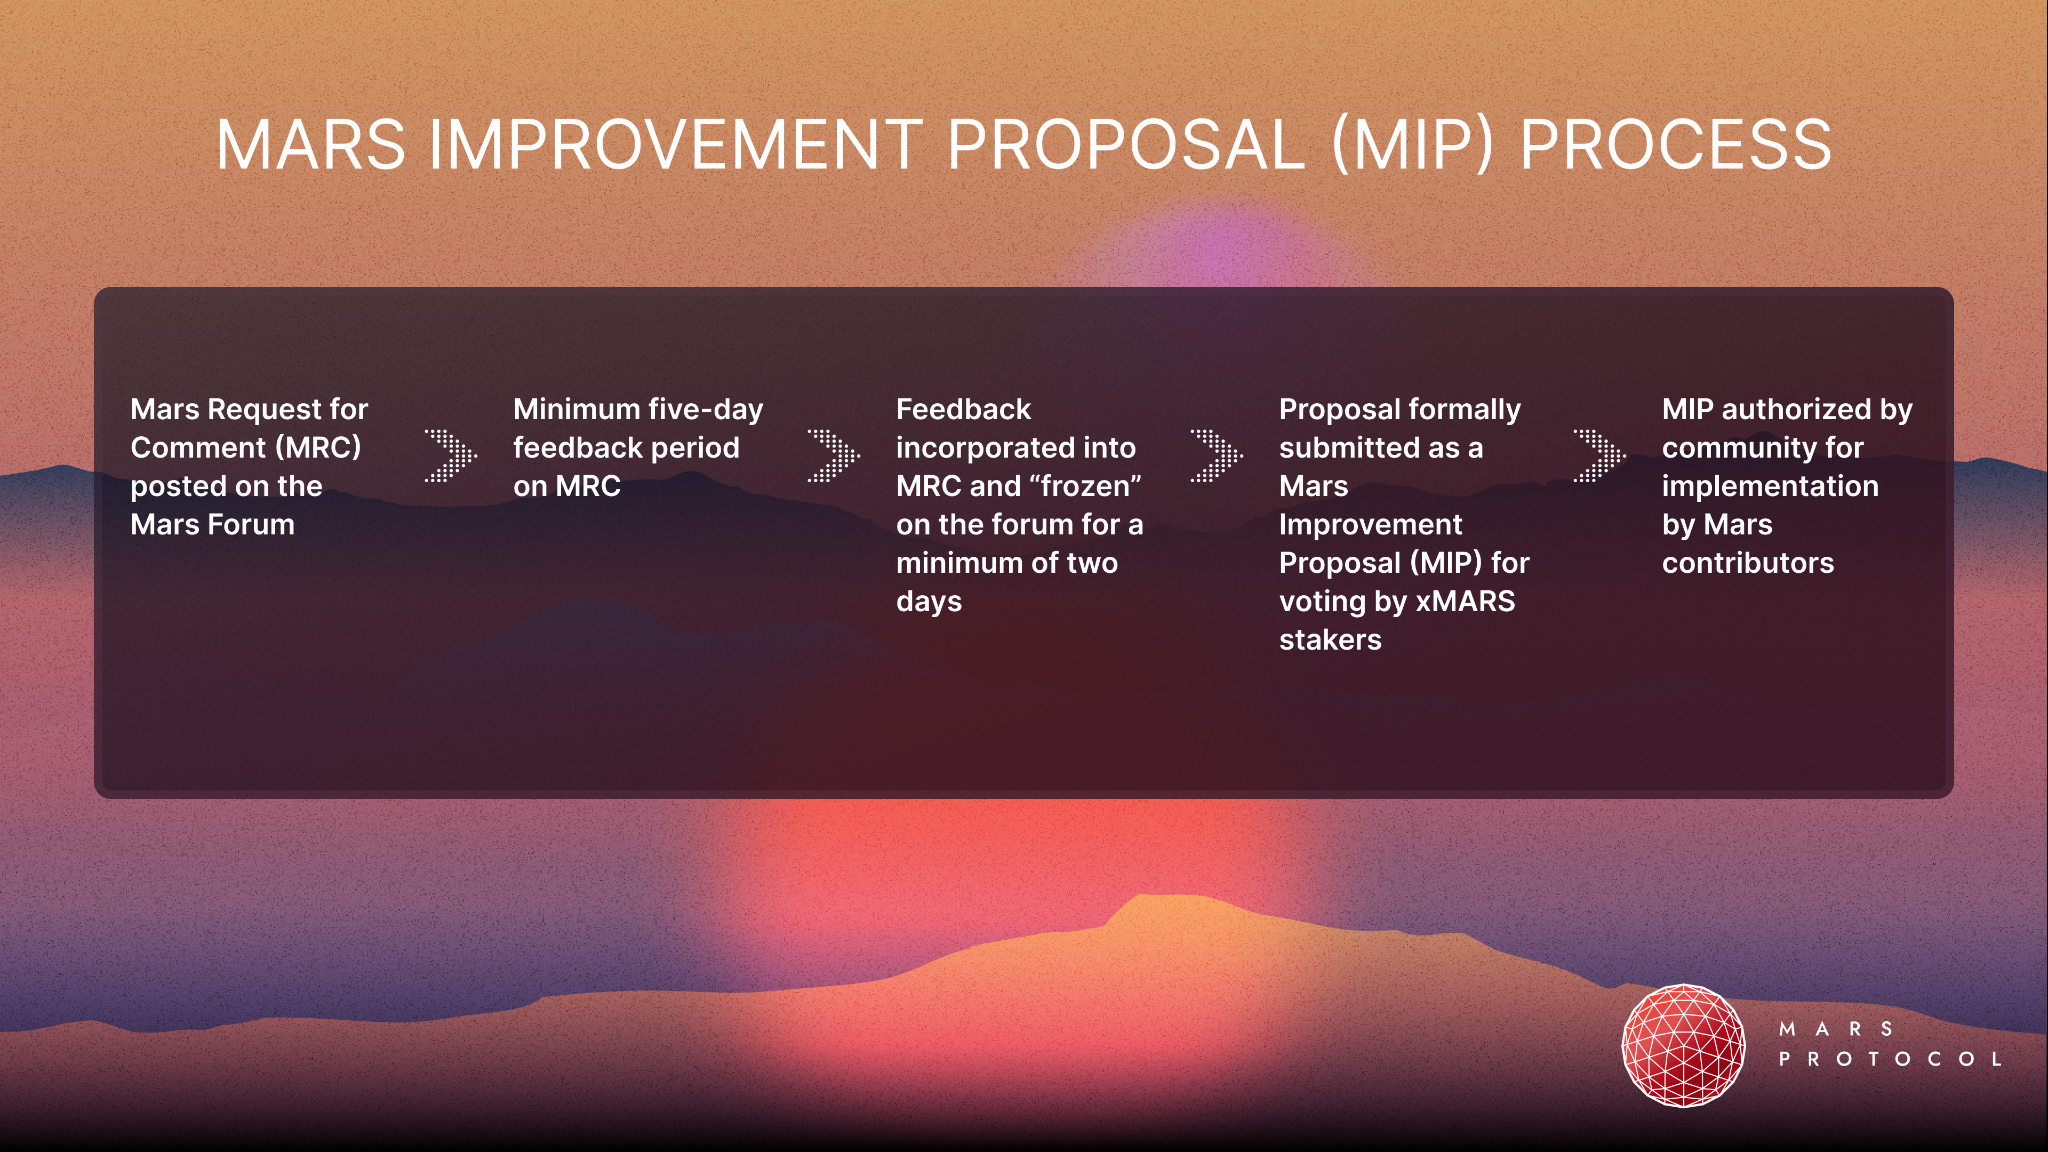 MARS IMPROVEMENT PROPOSAL (MIP) PROCESS
Mars Request for
Comment (MRC)
posted on the
Mars Forum
Minimum five-day
feedback period
on MRC
Feedback
incorporated into
MRC and “frozen”
on the forum for a
minimum of two
days
Proposal formally
submitted as a
Mars
Improvement
Proposal (MIP) for
voting by xMARS
stakers
MIP authorized by
community for
implementation
by Mars
contributors
MARS
PROTOCOL